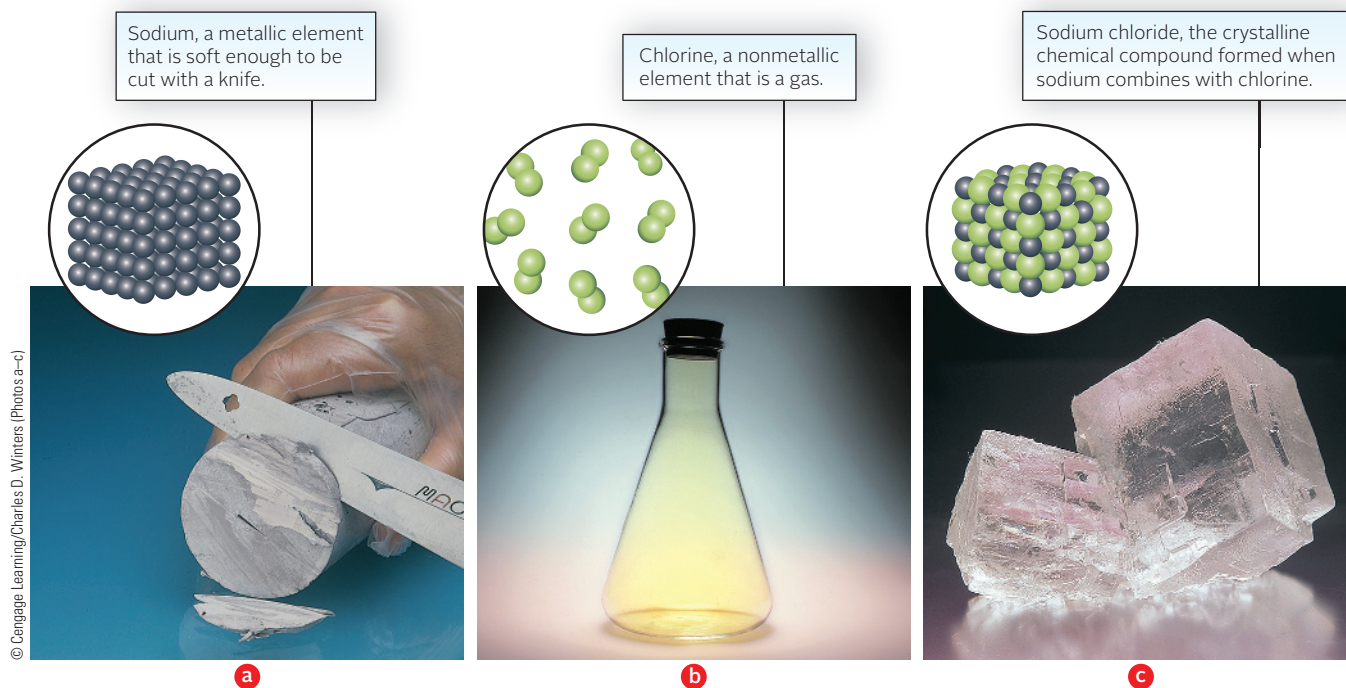 Sodium, a metallic element
that is soft enough to be
cut with a knife.
Chlorine, a nonmetallic
element that is a gas.
Sodium chloride, the crystalline
chemical compound formed when
sodium combines with chlorine.
© Cengage Learning/Charles D. Winters (Photos a–c)
MAC
a
b
c